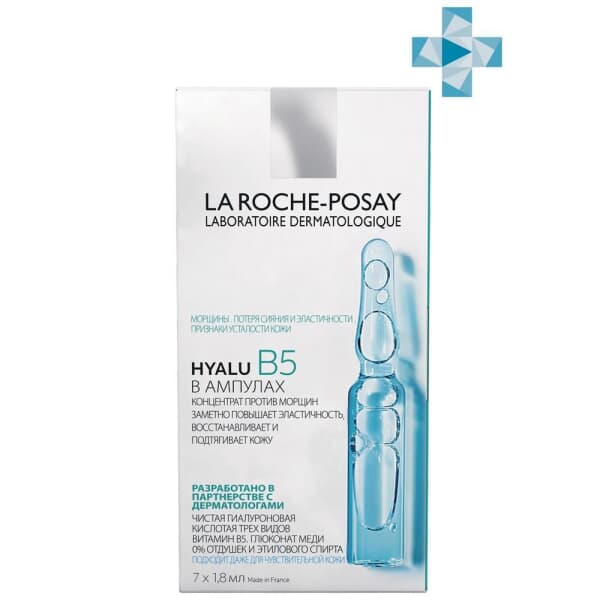 LA ROCHE-POSAY
LABORATOIRE DERMATOLOGIQUE
МОРЩИНЫ . ПОТЕРЯ СИЯНИЯ И ЭЛАСТИЧНОСТИ .
ПРИЗНАКИ УСТАЛОСТИ КОЖИ
HYALU B5
В АМПУЛАХ
КОНЦЕНТРАТ ПРОТИВ МОРЩИН
ЗАМЕТНО ПОВЫШАЕТ ЭЛАСТИЧНОСТЬ,
ВОССТАНАВЛИВАЕТ И
ПОДТЯГИВАЕТ КОЖУ
РАЗРАБОТАНО В
ПАРТНЕРСТВЕ С
ДЕРМАТОЛОГАМИ
ЧИСТАЯ ГИАЛУРОНОВАЯ
КИСЛОТА ТРЕХ ВИДОВ
ВИТАМИН B5. ГЛЮКОНАТ МЕДИ
0% ОТДУШЕК И ЭТИЛОВОГО СПИРТА
ПОДХОДИТ ДАЖЕ ДЛЯ ЧУВСТВИТЕЛЬНОЙ КОЖИ
7 x 1,8 мл Made in France